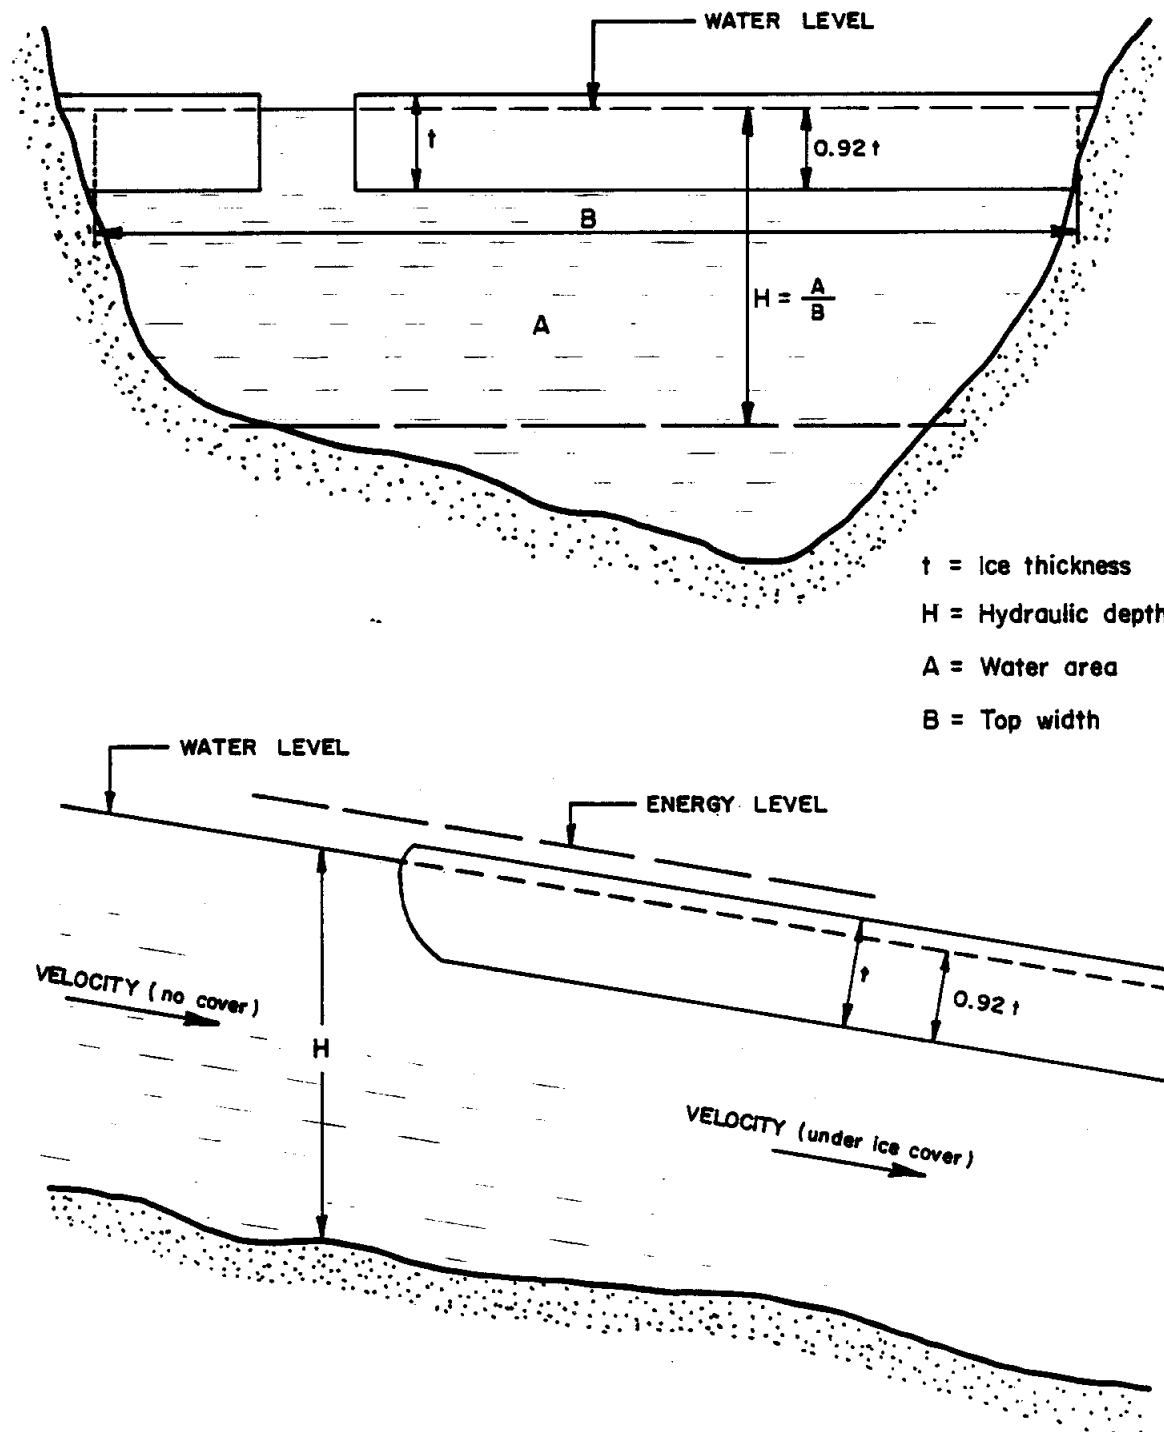 WATER LEVEL
t
0.92 t
B
H = A/B
A
t = Ice thickness
H = Hydraulic depth
A = Water area
B = Top width
WATER LEVEL
ENERGY LEVEL
VELOCITY (no cover)
t
0.92 t
H
VELOCITY (under ice cover)